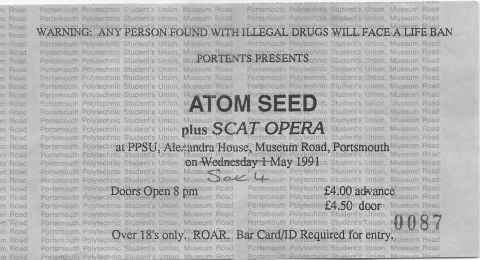 WARNING: ANY PERSON FOUND WITH ILLEGAL DRUGS WILL FACE A LIFE BAN
PORTENTS PRESENTS
ATOM SEED
plus SCAT OPERA
at PPSU, Alexandra House, Museum Road, Portsmouth
on Wednesday 1 May 1991
Doors Open 8 pm
£4.00 advance
£4.50 door
0087
Over 18's only. ROAR. Bar Card/ID Required for entry.